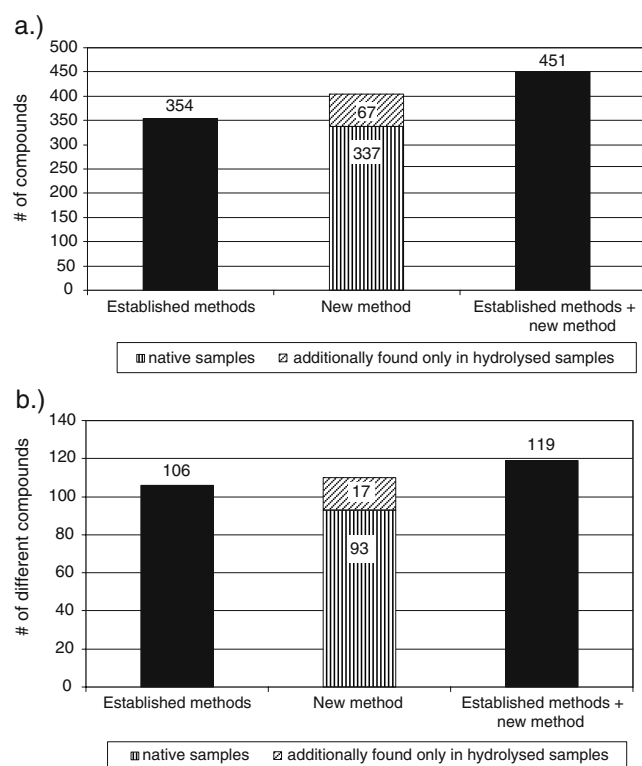 a.)
# of compounds
500
450
400
350
300
250
200
150
100
50
0
354
67
337
451
Established methods
New method
Established methods +
new method
native samples
additionally found only in hydrolysed samples
b.)
# of different compounds
140
120
100
80
60
40
20
0
106
17
93
119
Established methods
New method
Established methods +
new method
native samples
additionally found only in hydrolysed samples